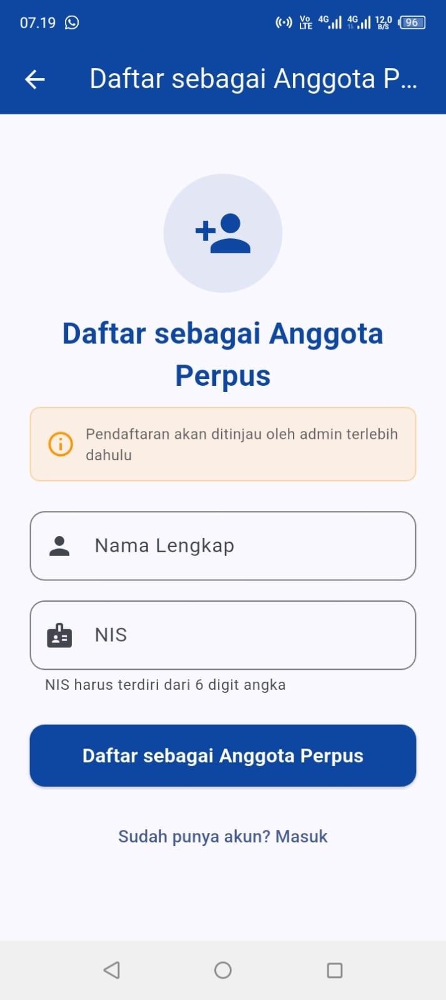 07.19
Vo LTE 4G 4G 12,0 B/S 96
Daftar sebagai Anggota P...
Daftar sebagai Anggota
Perpus
Pendaftaran akan ditinjau oleh admin terlebih
dahulu
Nama Lengkap
NIS
NIS harus terdiri dari 6 digit angka
Daftar sebagai Anggota Perpus
Sudah punya akun? Masuk